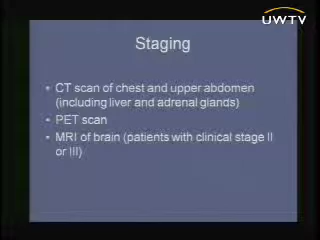 UWTV
Staging
• CT scan of chest and upper abdomen
(including liver and adrenal glands)
• PET scan
• MRI of brain (patients with clinical stage II
or III)